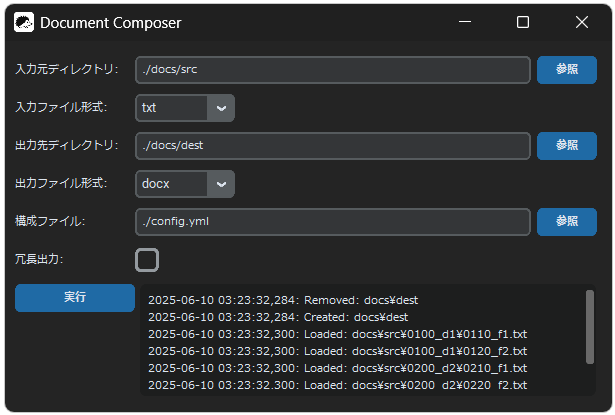 Document Composer
入力元ディレクトリ: ./docs/src 参照
入力ファイル形式: txt
出力先ディレクトリ: ./docs/dest 参照
出力ファイル形式: docx
構成ファイル: ./config.yml 参照
冗長出力:
実行
2025-06-10 03:23:32,284: Removed: docs¥dest
2025-06-10 03:23:32,284: Created: docs¥dest
2025-06-10 03:23:32,300: Loaded: docs¥src¥0100_d1¥0110_f1.txt
2025-06-10 03:23:32,300: Loaded: docs¥src¥0100_d1¥0120_f2.txt
2025-06-10 03:23:32,300: Loaded: docs¥src¥0200_d2¥0210_f1.txt
2025-06-10 03:23:32,300: Loaded: docs¥src¥0200_d2¥0220_f2.txt